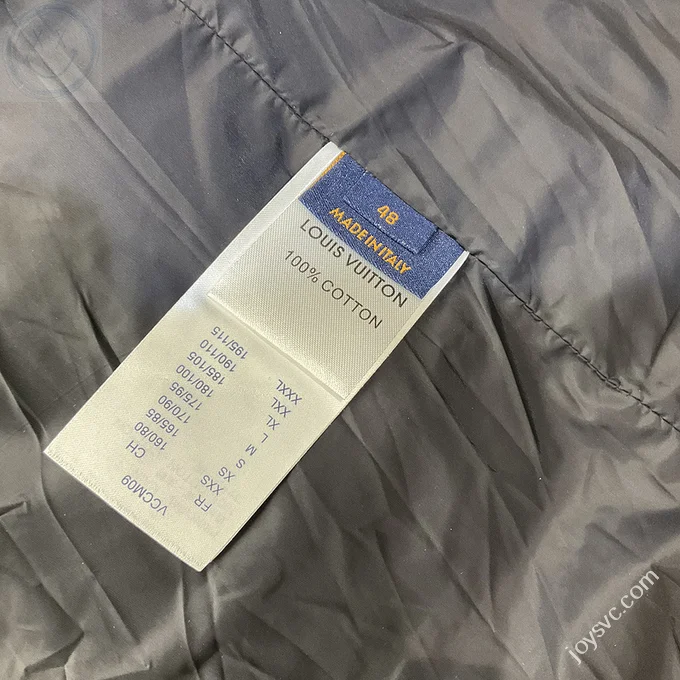 48
MADE IN ITALY
LOUIS VUITTON
100% COTTON
VCCM09
FR CH
XXS 160/80
XS 165/85
S 170/90
M 175/95
L 180/100
XL 185/105
XXL 190/110
XXXL 195/115
joysvc.com